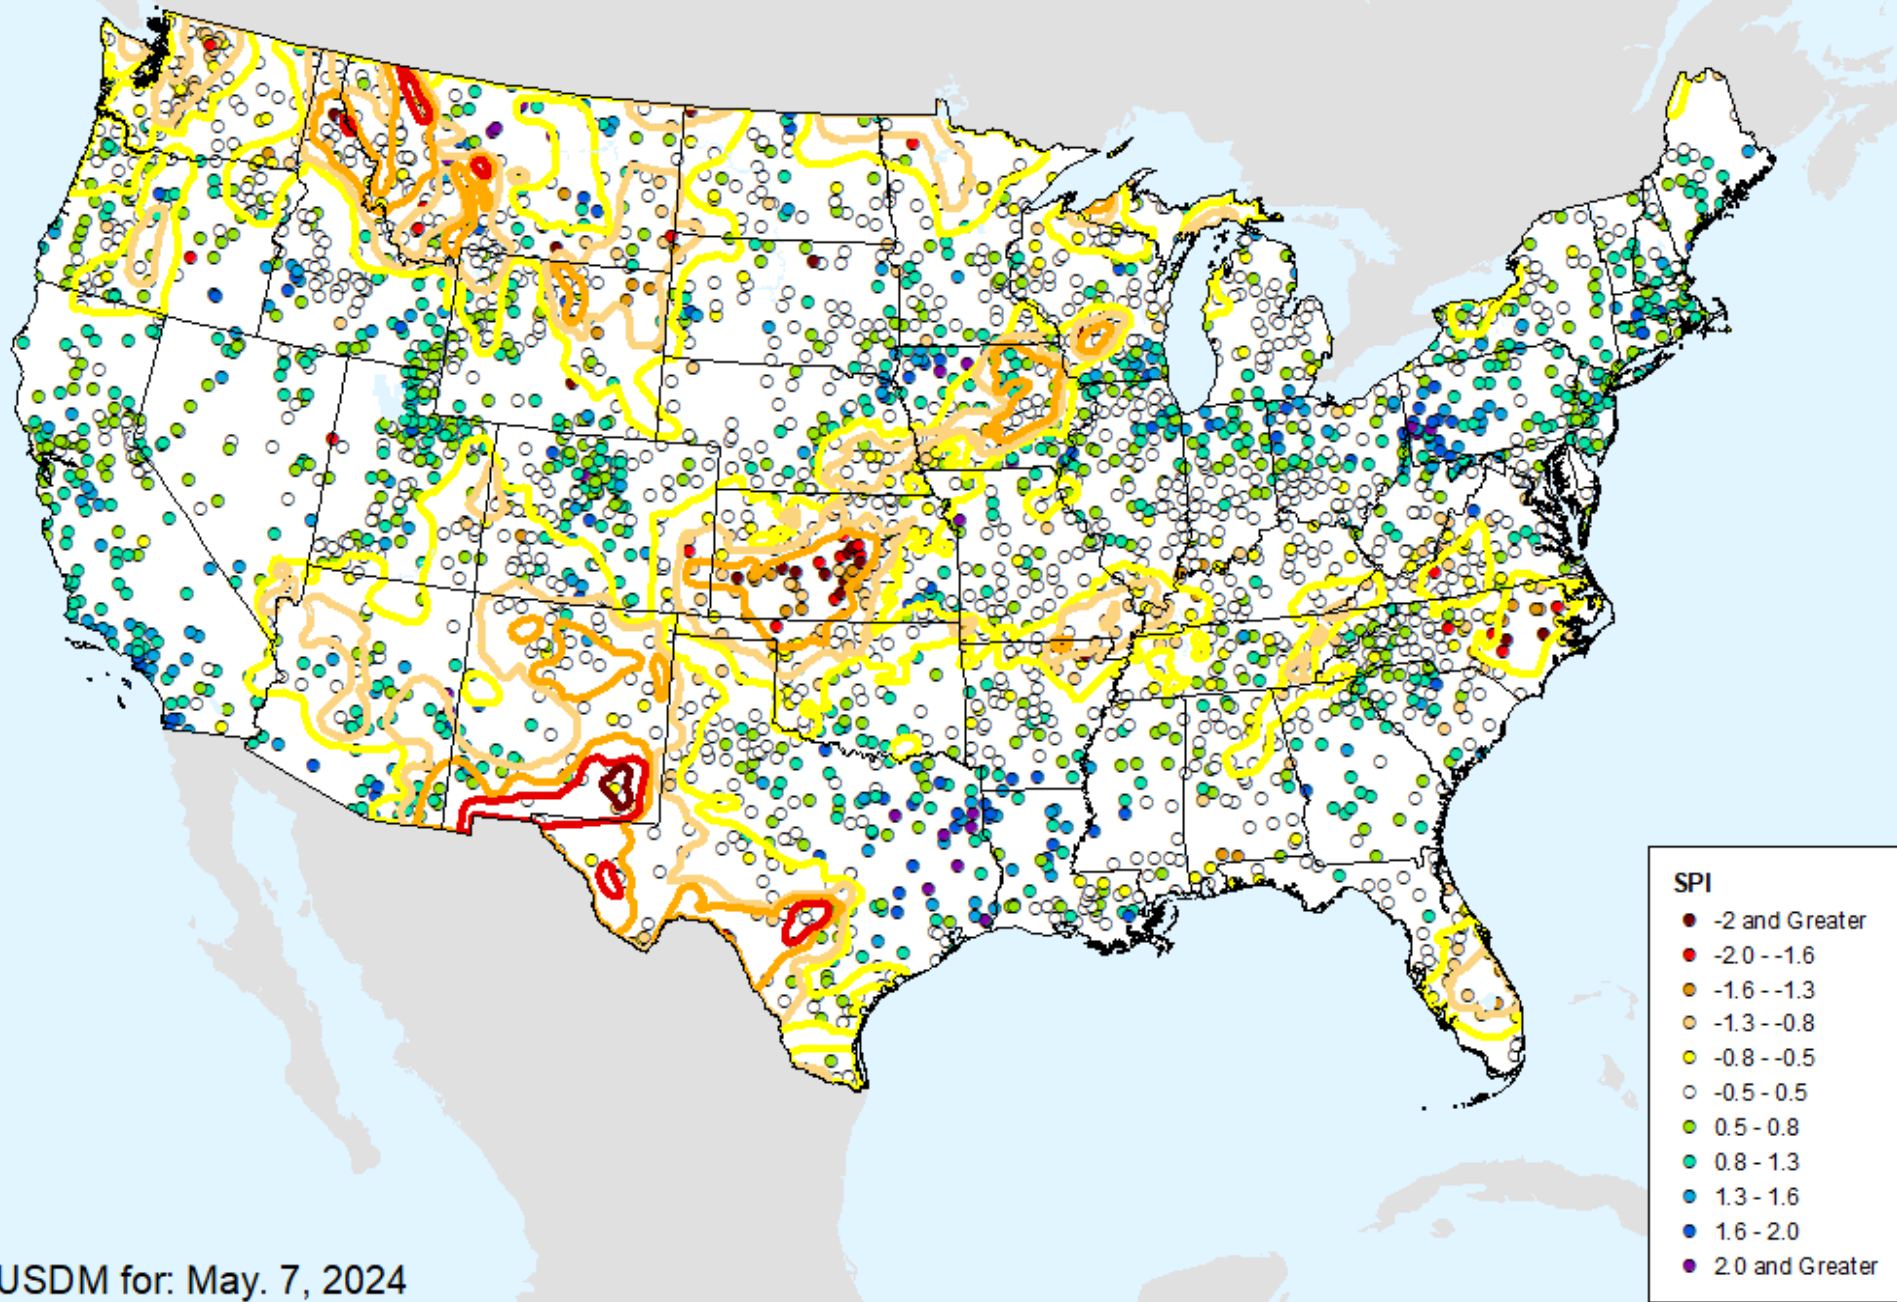 SPI
-2 and Greater
-2.0 - -1.6
-1.6 - -1.3
-1.3 - -0.8
-0.8 - -0.5
-0.5 - 0.5
0.5 - 0.8
0.8 - 1.3
1.3 - 1.6
1.6 - 2.0
2.0 and Greater
USDM for: May. 7, 2024